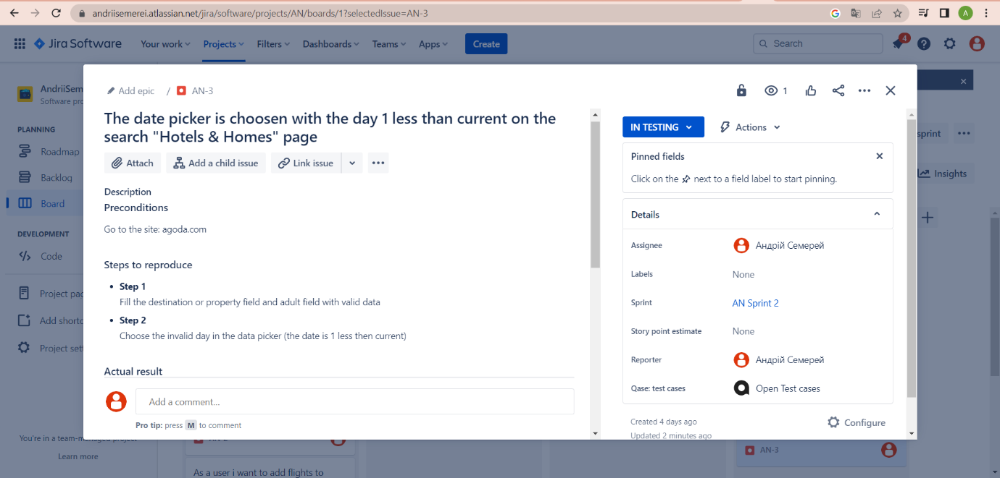 andriisemerei.atlassian.net/jira/software/projects/AN/boards/1?selectedIssue=AN-3
A
Jira Software
Your work
Projects
Filters
Dashboards
Teams
Apps
Create
Search
4
AndriiSem
Software pro
PLANNING
Roadmap
Backlog
Board
DEVELOPMENT
Code
Project pag
Add shortc
Project sett
You're in a team-managed project
Learn more
Add epic / AN-3
The date picker is choosen with the day 1 less than current on the
search "Hotels & Homes" page
Attach
Add a child issue
Link issue
Description
Preconditions
Go to the site: agoda.com
Steps to reproduce
• Step 1
Fill the destination or property field and adult field with valid data
• Step 2
Choose the invalid day in the data picker (the date is 1 less then current)
Actual result
Add a comment...
Pro tip: press M to comment
1
IN TESTING
Actions
Pinned fields
Click on the next to a field label to start pinning.
Details
Assignee
Андрій Семерей
Labels
None
Sprint
AN Sprint 2
Story point estimate
None
Reporter
Андрій Семерей
Qase: test cases
Open Test cases
Created 4 days ago
Updated 2 minutes ago
Configure
sprint
Insights
AN-2
As a user i want to add flights to
AN-3